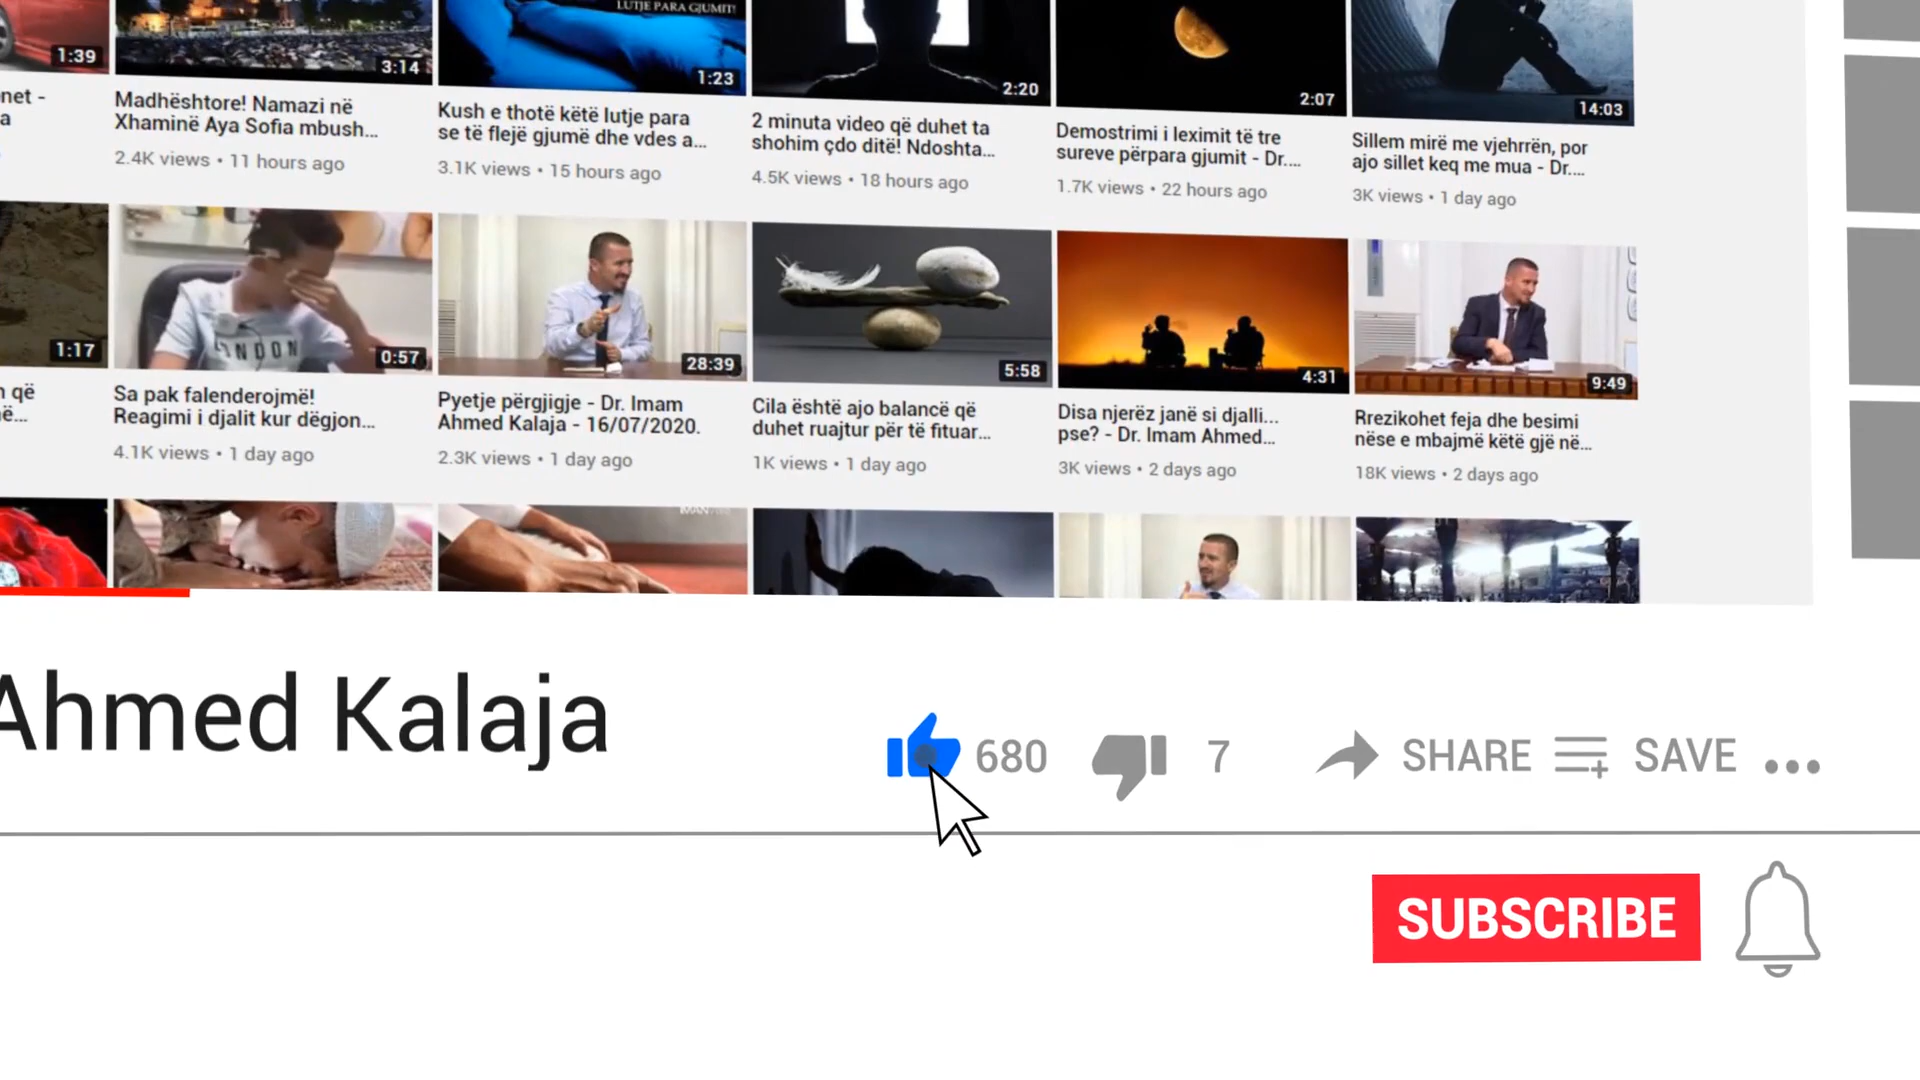 LUTJE PARA GJUMIT!
1:39
3:14
1:23
2:20
2:07
14:03
net -
a
Madhështore! Namazi në
Xhaminë Aya Sofia mbush...
2.4K views • 11 hours ago
Kush e thotë këtë lutje para
se të flejë gjumë dhe vdes a...
3.1K views • 15 hours ago
2 minuta video që duhet ta
shohim çdo ditë! Ndoshta...
4.5K views • 18 hours ago
Demostrimi i leximit të tre
sureve përpara gjumit - Dr....
1.7K views • 22 hours ago
Sillem mirë me vjehrrën, por
ajo sillet keq me mua - Dr....
3K views • 1 day ago
NDON
1:17
0:57
28:39
5:58
4:31
9:49
që
ë...
Sa pak falenderojmë!
Reagimi i djalit kur dëgjon...
4.1K views • 1 day ago
Pyetje përgjigje - Dr. Imam
Ahmed Kalaja - 16/07/2020.
2.3K views • 1 day ago
Cila është ajo balancë që
duhet ruajtur për të fituar...
1K views • 1 day ago
Disa njerëz janë si djalli...
pse? - Dr. Imam Ahmed...
3K views • 2 days ago
Rrezikohet feja dhe besimi
nëse e mbajmë këtë gjë në...
18K views • 2 days ago
Ahmed Kalaja
680
7
SHARE
SAVE
SUBSCRIBE